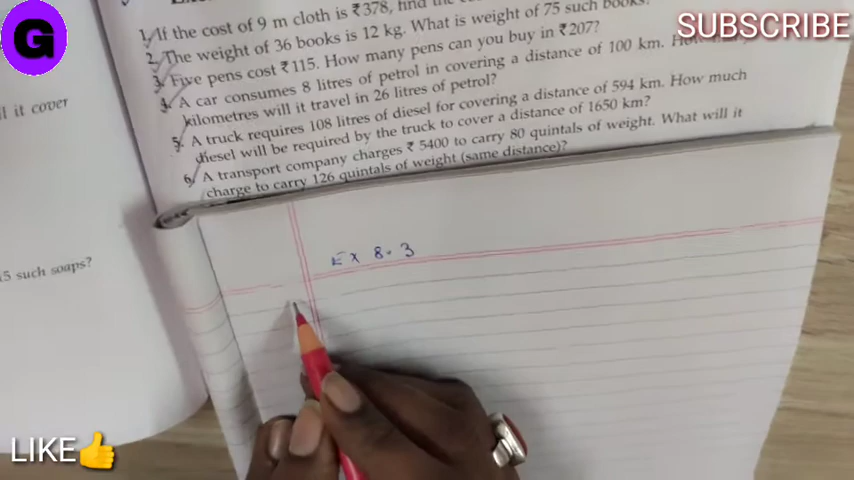 G
SUBSCRIBE
1. If the cost of 9 m cloth is ₹378, find the
2. The weight of 36 books is 12 kg. What is weight of 75 such books.
3. Five pens cost ₹115. How many pens can you buy in ₹207?
4. A car consumes 8 litres of petrol in covering a distance of 100 km.
kilometres will it travel in 26 litres of petrol?
5. A truck requires 108 litres of diesel for covering a distance of 594 km. How much
diesel will be required by the truck to cover a distance of 1650 km?
6. A transport company charges ₹ 5400 to carry 80 quintals of weight. What will it
charge to carry 126 quintals of weight (same distance)?
it cover
15 such soaps?
Ex 8.3
LIKE👍